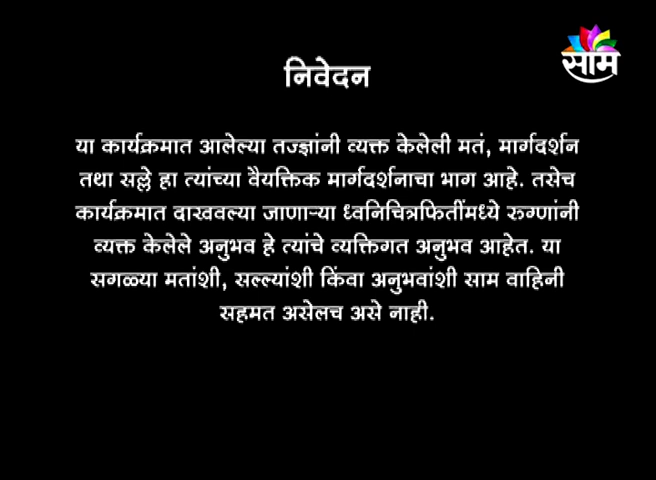 साम
निवेदन
या कार्यक्रमात आलेल्या तज्ज्ञांनी व्यक्त केलेली मतं, मार्गदर्शन
तथा सल्ले हा त्यांच्या वैयक्तिक मार्गदर्शनाचा भाग आहे. तसेच
कार्यक्रमात दाखवल्या जाणाऱ्या ध्वनिचित्रफितींमध्ये रुग्णांनी
व्यक्त केलेले अनुभव हे त्यांचे व्यक्तिगत अनुभव आहेत. या
सगळ्या मतांशी, सल्ल्यांशी किंवा अनुभवांशी साम वाहिनी
सहमत असेलच असे नाही.